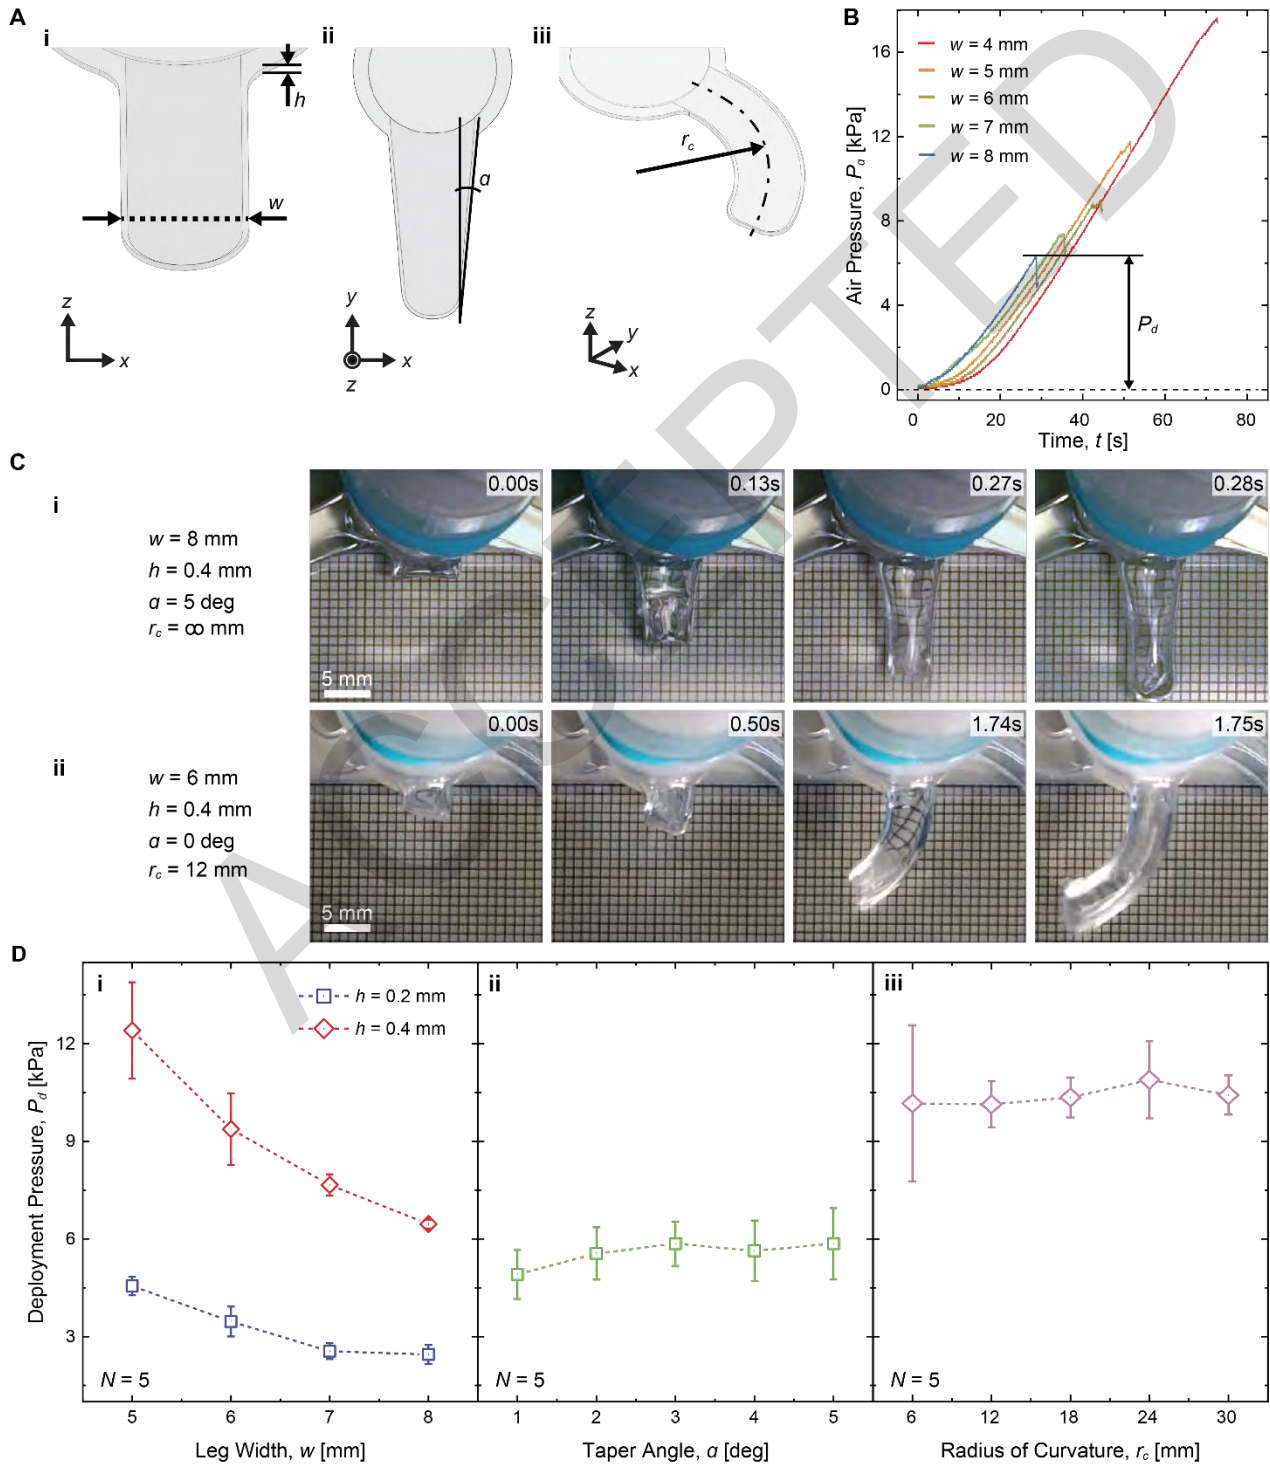 A
i
ii
iii
h
w
α
r_c
z
x
y
x
z
z
y
x
B
Air Pressure, P_a [kPa]
16
12
8
4
0
w = 4 mm
w = 5 mm
w = 6 mm
w = 7 mm
w = 8 mm
P_d
0
20
40
60
80
Time, t [s]
C
i
w = 8 mm
h = 0.4 mm
α = 5 deg
r_c = ∞ mm
0.00s
0.13s
0.27s
0.28s
5 mm
ii
w = 6 mm
h = 0.4 mm
α = 0 deg
r_c = 12 mm
0.00s
0.50s
1.74s
1.75s
5 mm
D
Deployment Pressure, P_d [kPa]
12
9
6
3
i
h = 0.2 mm
h = 0.4 mm
N = 5
5
6
7
8
Leg Width, w [mm]
ii
N = 5
1
2
3
4
5
Taper Angle, α [deg]
iii
N = 5
6
12
18
24
30
Radius of Curvature, r_c [mm]
ACCEPTED